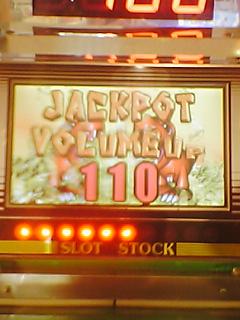 JACKPOT
VOLUME UP
110
SLOT STOCK